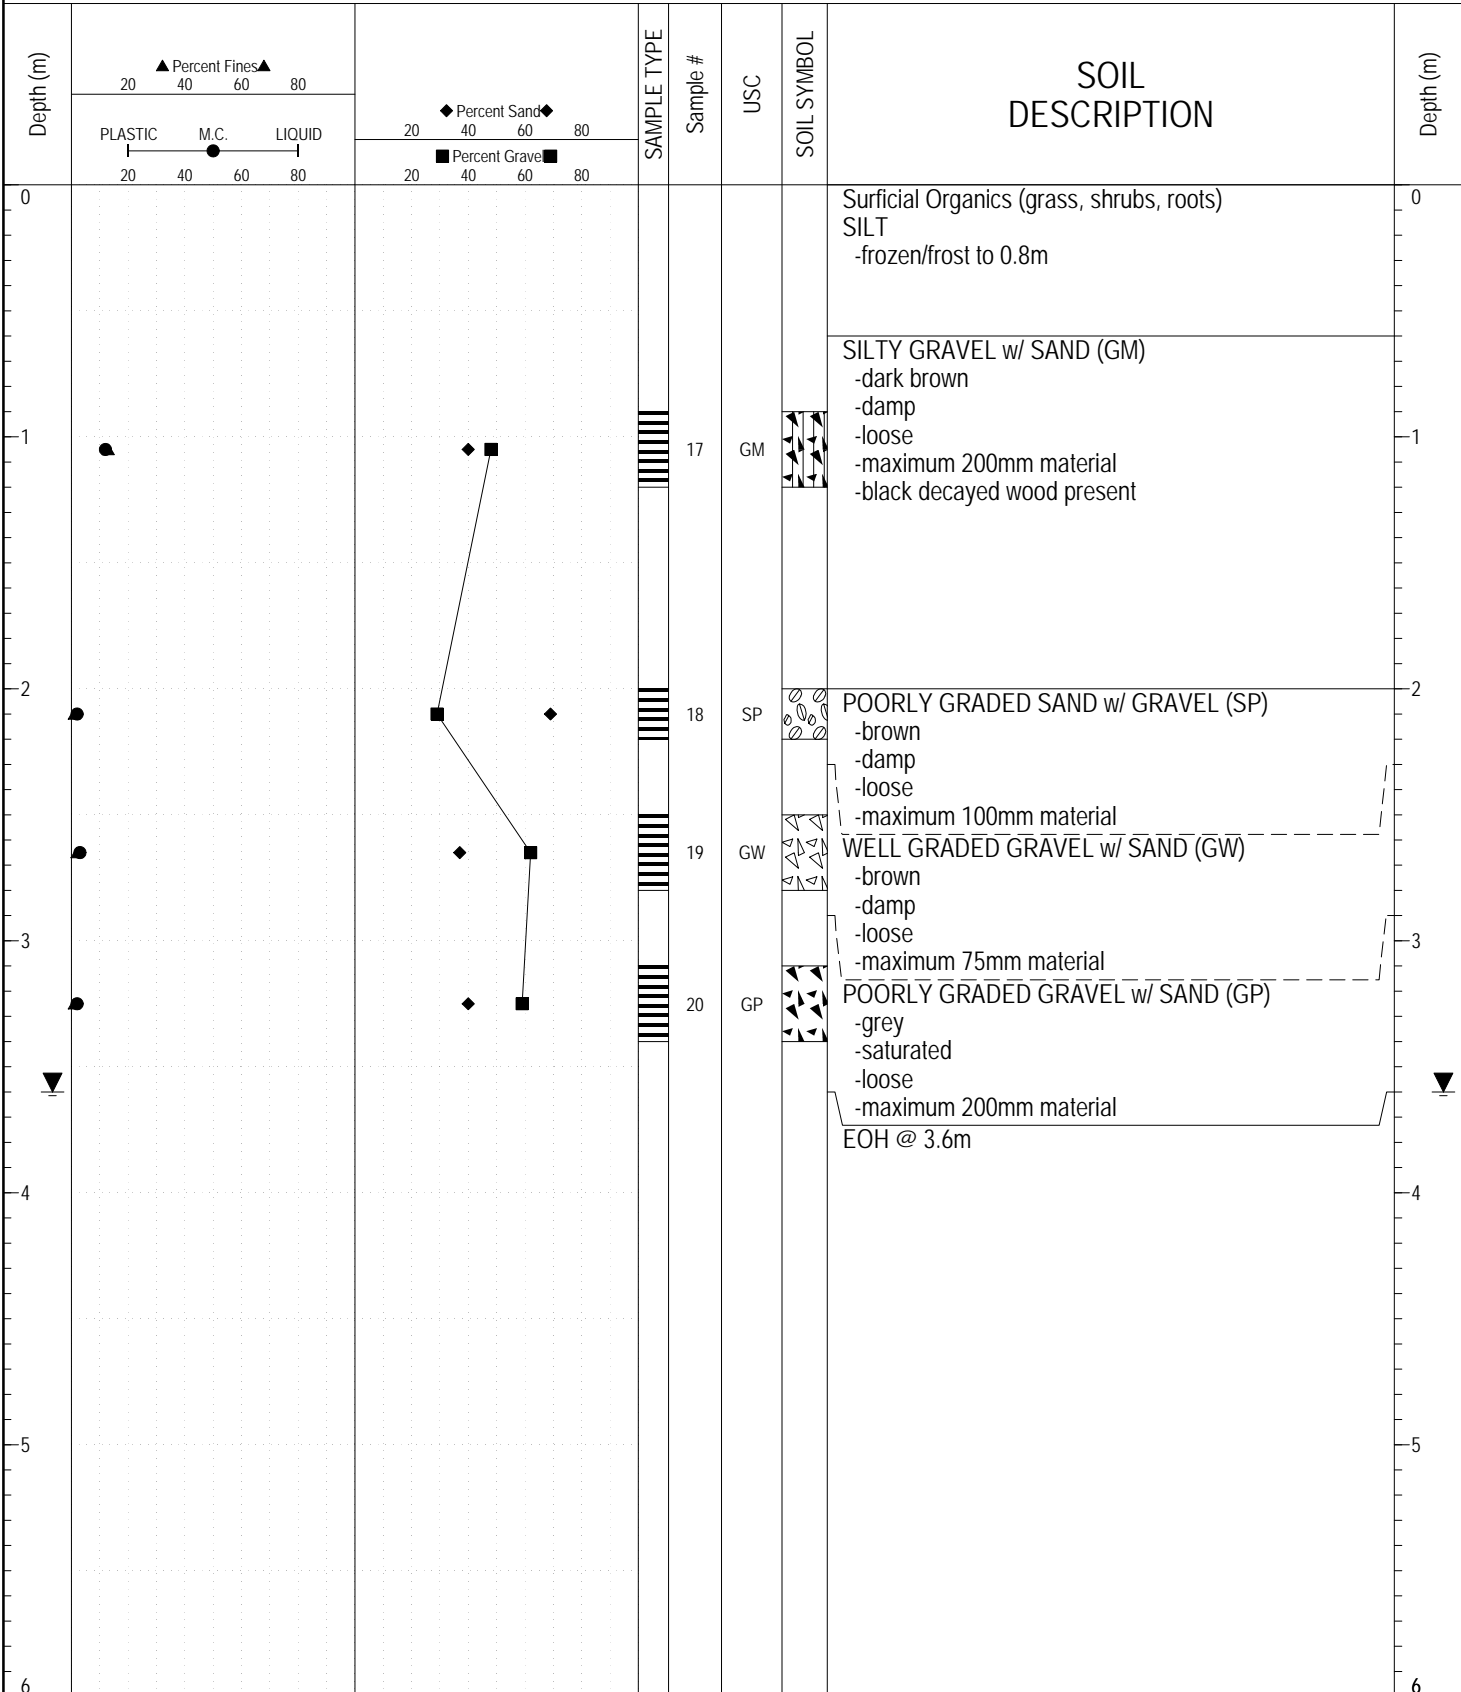 Depth (m)
▲ Percent Fines▲
20 40 60 80
PLASTIC M.C. LIQUID
20 40 60 80
◆ Percent Sand◆
20 40 60 80
■ Percent Gravel■
20 40 60 80
SAMPLE TYPE
Sample #
USC
SOIL SYMBOL
SOIL
DESCRIPTION
Depth (m)
0
Surficial Organics (grass, shrubs, roots)
0
SILT
-frozen/frost to 0.8m
SILTY GRAVEL w/ SAND (GM)
-dark brown
-damp
1
-loose
1
17 GM
-maximum 200mm material
-black decayed wood present
2
2
POORLY GRADED SAND w/ GRAVEL (SP)
18 SP
-brown
-damp
-loose
-maximum 100mm material
19 GW
WELL GRADED GRAVEL w/ SAND (GW)
-brown
-damp
3
-loose
3
-maximum 75mm material
POORLY GRADED GRAVEL w/ SAND (GP)
20 GP
-grey
-saturated
-loose
-maximum 200mm material
EOH @ 3.6m
4
4
5
5
6
6